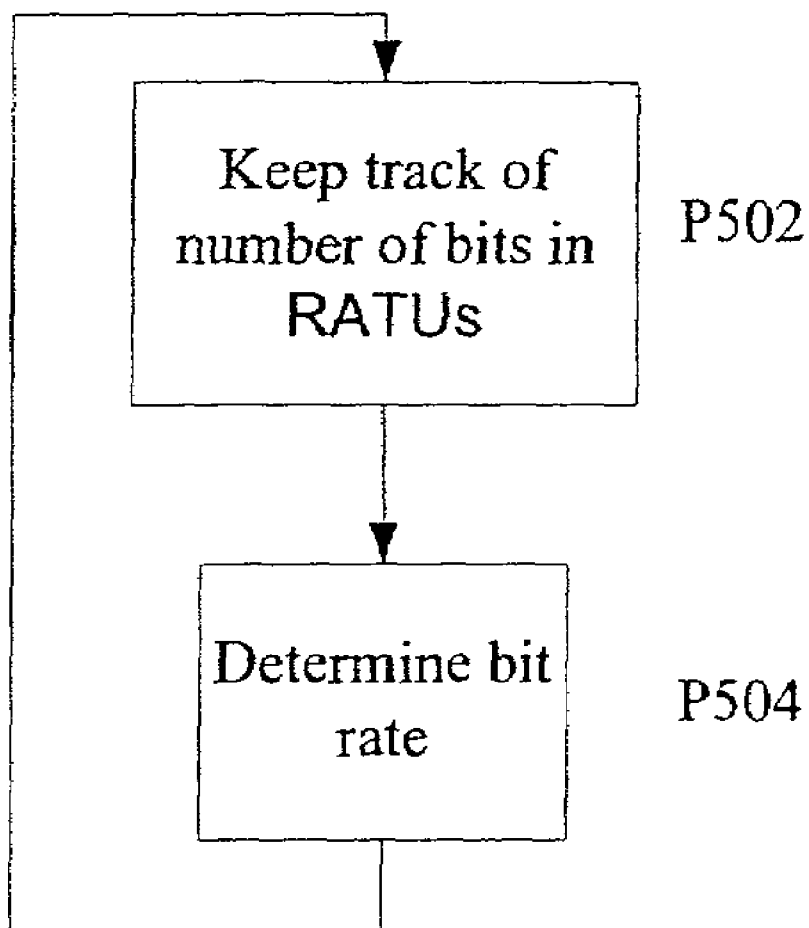 Keep track of
number of bits in
RATUs
P502
Determine bit
rate
P504